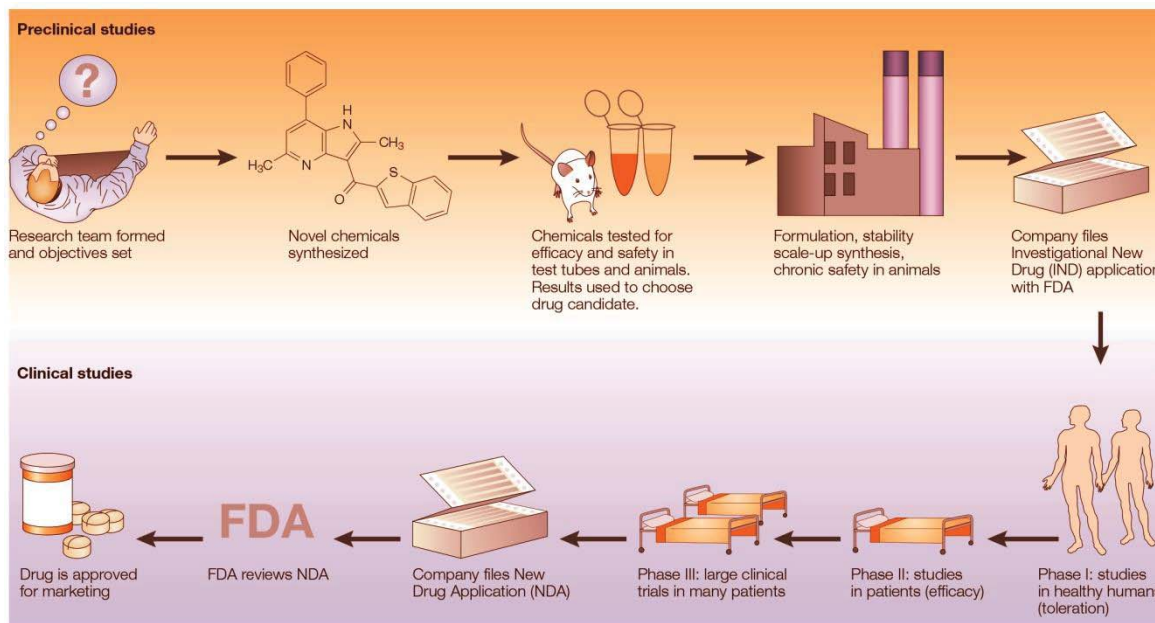 Preclinical studies
?
H
N
CH₃
H₃C
N
S
O
Research team formed
and objectives set
Novel chemicals
synthesized
Chemicals tested for
efficacy and safety in
test tubes and animals.
Results used to choose
drug candidate.
Formulation, stability
scale-up synthesis,
chronic safety in animals
Company files
Investigational New
Drug (IND) application
with FDA
Clinical studies
FDA
Drug is approved
for marketing
FDA reviews NDA
Company files New
Drug Application (NDA)
Phase III: large clinical
trials in many patients
Phase II: studies
in patients (efficacy)
Phase I: studies
in healthy humans
(toleration)